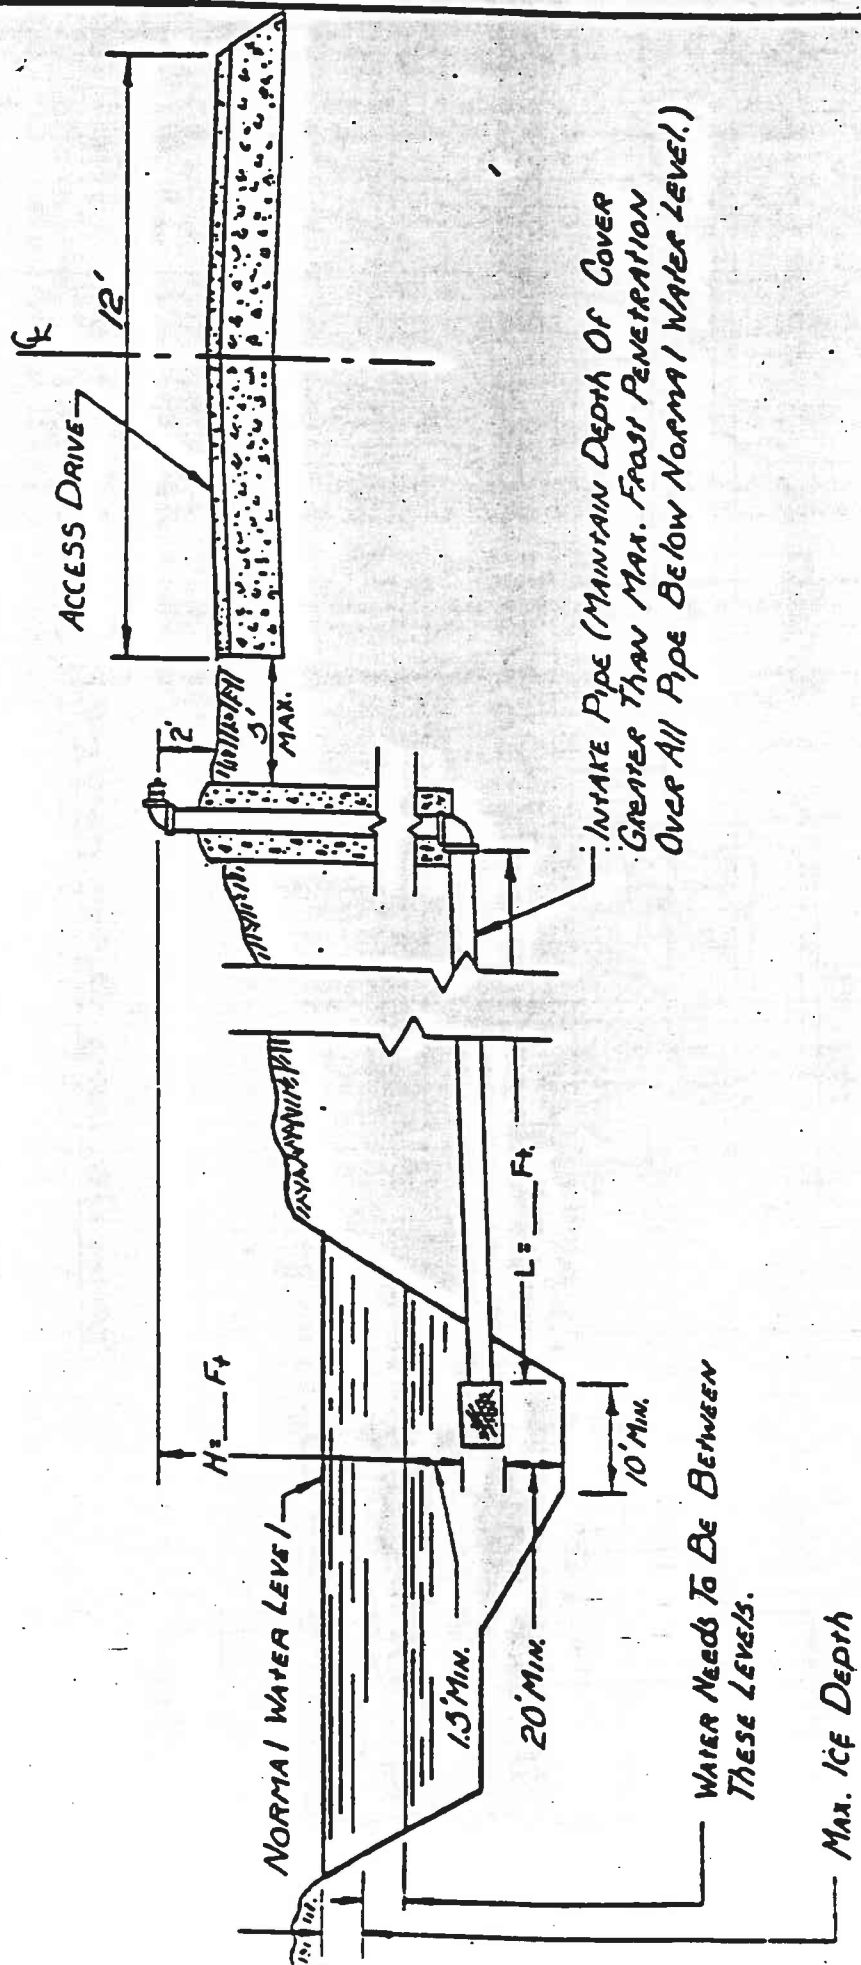 ℄
12'
ACCESS DRIVE
2'
3'
MAX.
INTAKE PIPE (MAINTAIN DEPTH OF COVER
GREATER THAN MAX. FROST PENETRATION
OVER ALL PIPE BELOW NORMAL WATER LEVEL.)
H= ___ Ft
L= ___ Ft.
NORMAL WATER LEVEL
1.5' MIN.
20' MIN.
10' MIN.
WATER NEEDS TO BE BETWEEN
THESE LEVELS.
MAX. ICE DEPTH